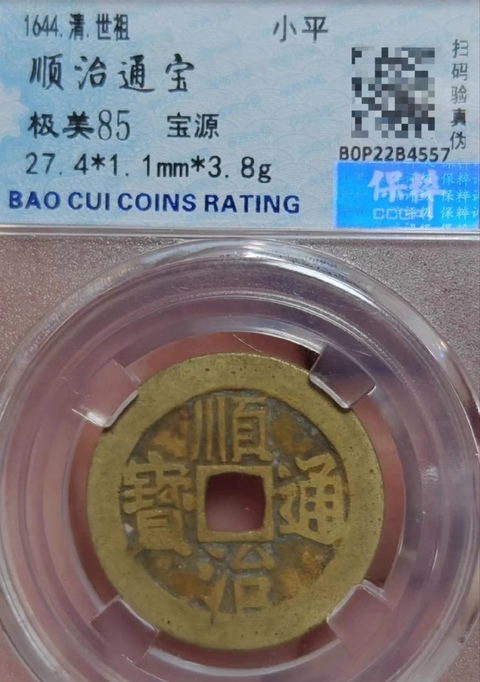 1644.清.世祖 小平
顺治通宝
极美85 宝源
27.4*1.1mm*3.8g
BAO CUI COINS RATING
扫码验真伪
BOP22B4557
保粹
順治通寶